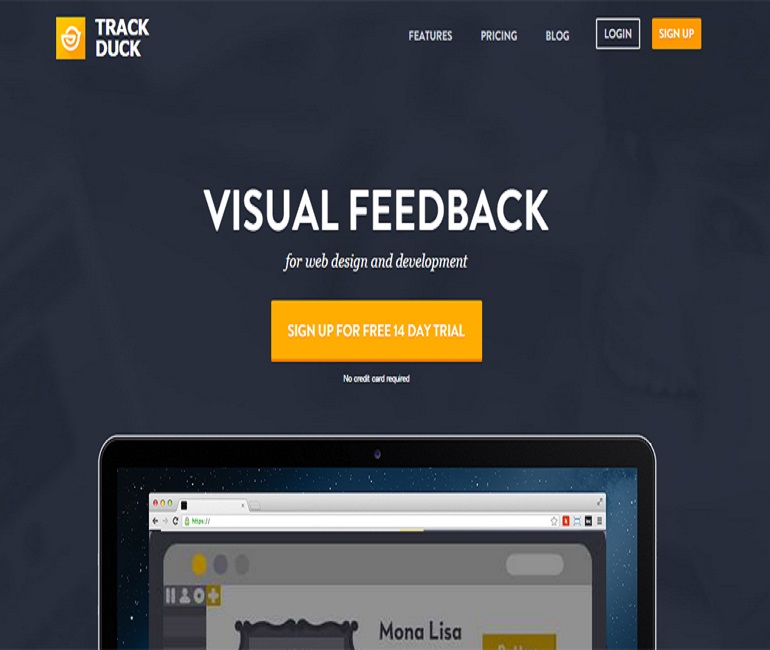 TRACK
DUCK
FEATURES
PRICING
BLOG
LOGIN
SIGN UP
VISUAL FEEDBACK
for web design and development
SIGN UP FOR FREE 14 DAY TRIAL
No credit card required
https://
Mona Lisa